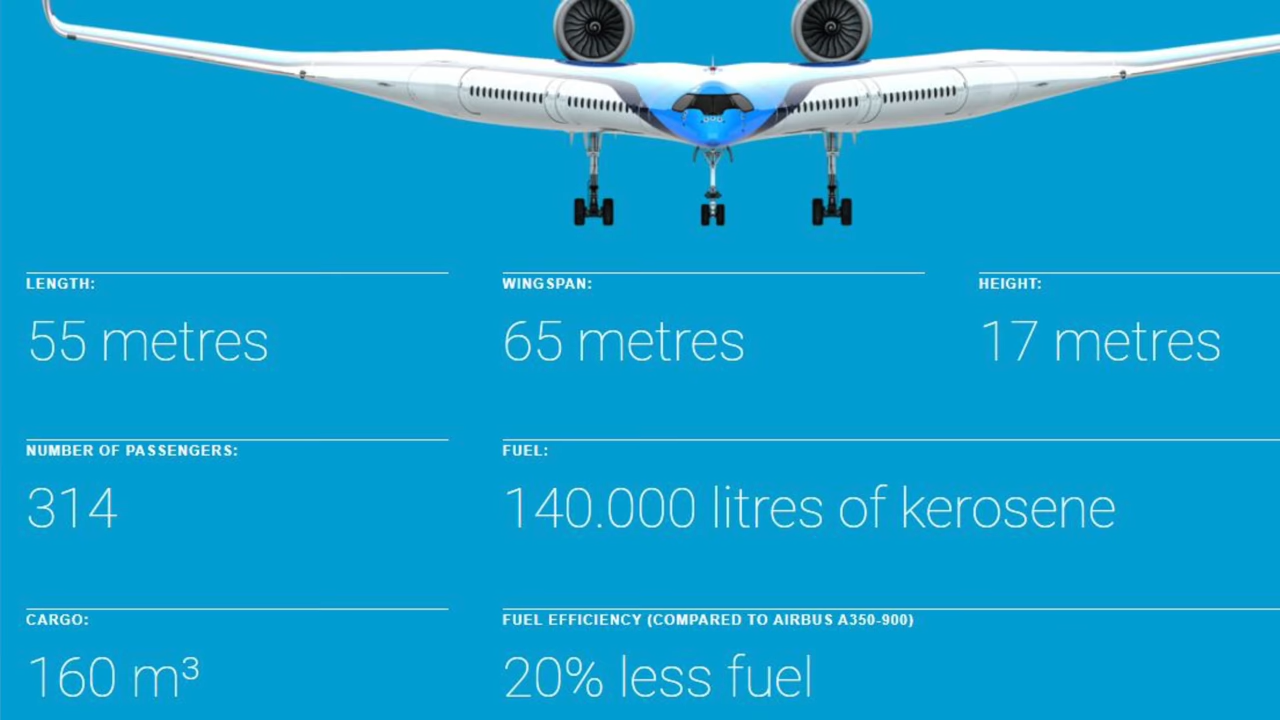 LENGTH:
55 metres
WINGSPAN:
65 metres
HEIGHT:
17 metres
NUMBER OF PASSENGERS:
314
FUEL:
140.000 litres of kerosene
CARGO:
160 m³
FUEL EFFICIENCY (COMPARED TO AIRBUS A350-900)
20% less fuel